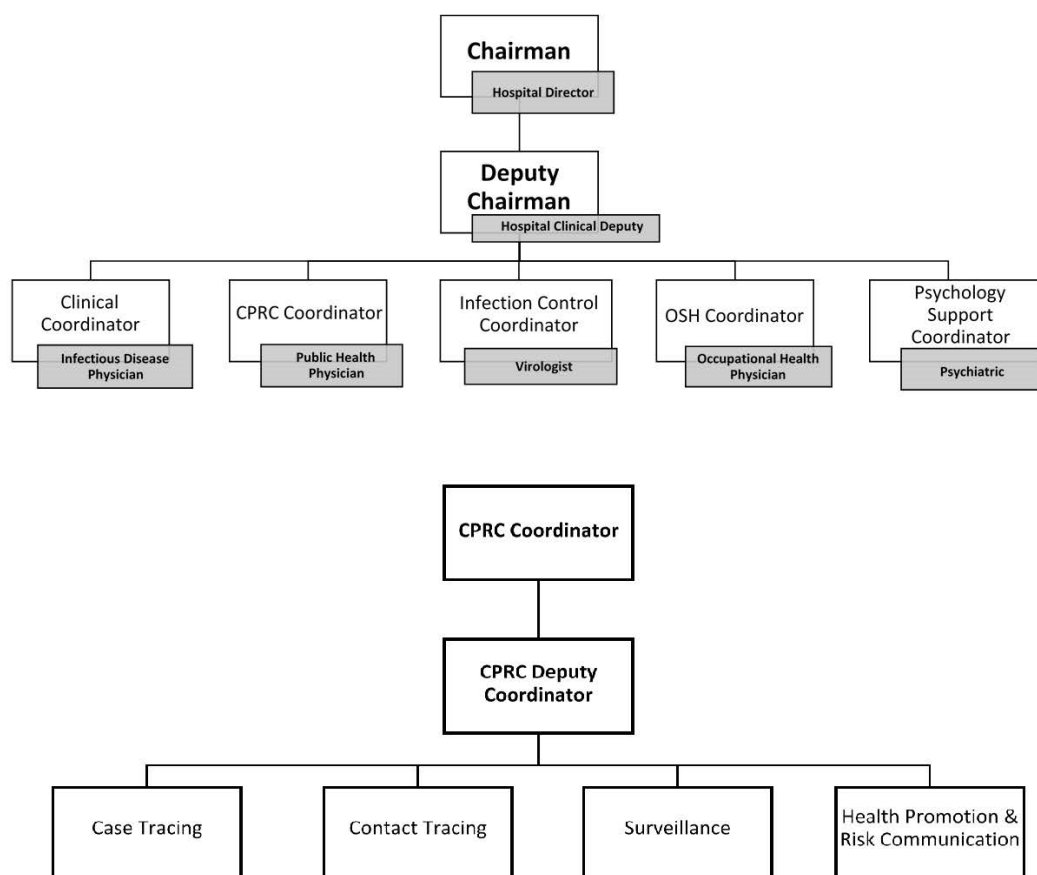 Chairman
Hospital Director
Deputy
Chairman
Hospital Clinical Deputy
Clinical
Coordinator
Infectious Disease
Physician
CPRC Coordinator
Public Health
Physician
Infection Control
Coordinator
Virologist
OSH Coordinator
Occupational Health
Physician
Psychology
Support
Coordinator
Psychiatric
CPRC Coordinator
CPRC Deputy
Coordinator
Case Tracing
Contact Tracing
Surveillance
Health Promotion &
Risk Communication